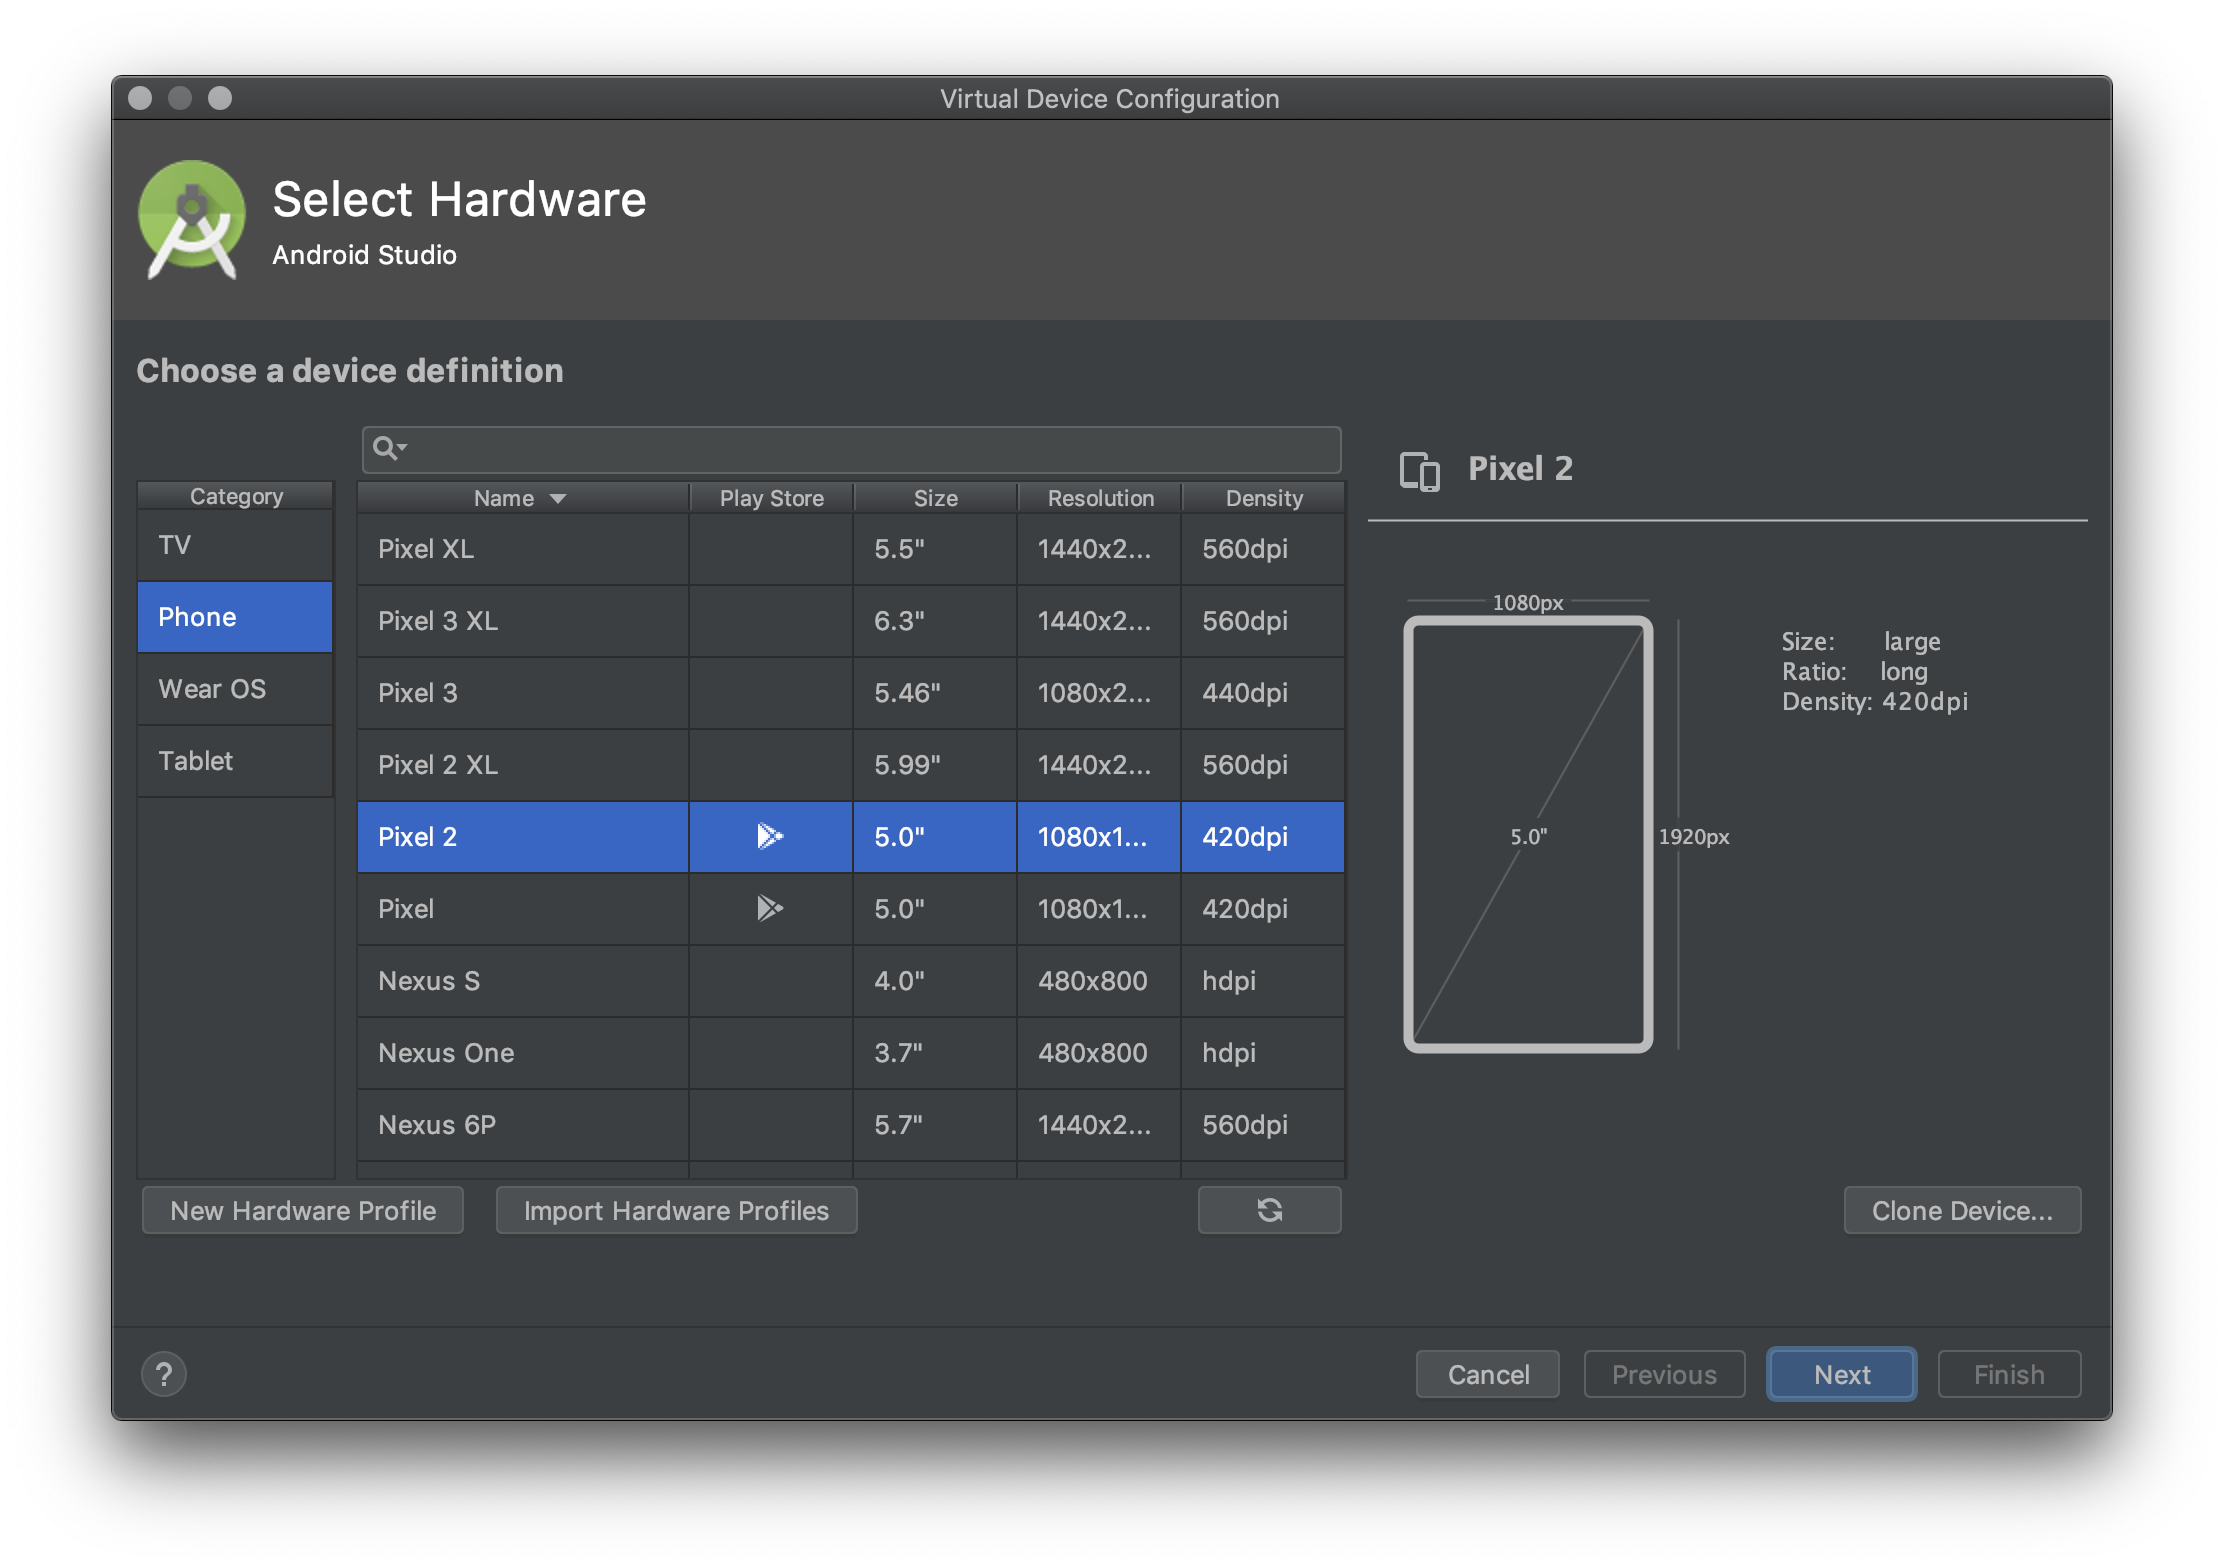 Virtual Device Configuration
Select Hardware
Android Studio
Choose a device definition
Category
TV
Phone
Wear OS
Tablet
Name Play Store Size Resolution Density
Pixel XL 5.5" 1440x2... 560dpi
Pixel 3 XL 6.3" 1440x2... 560dpi
Pixel 3 5.46" 1080x2... 440dpi
Pixel 2 XL 5.99" 1440x2... 560dpi
Pixel 2 5.0" 1080x1... 420dpi
Pixel 5.0" 1080x1... 420dpi
Nexus S 4.0" 480x800 hdpi
Nexus One 3.7" 480x800 hdpi
Nexus 6P 5.7" 1440x2... 560dpi
Pixel 2
1080px
5.0"
1920px
Size: large
Ratio: long
Density: 420dpi
New Hardware Profile
Import Hardware Profiles
Clone Device...
?
Cancel
Previous
Next
Finish